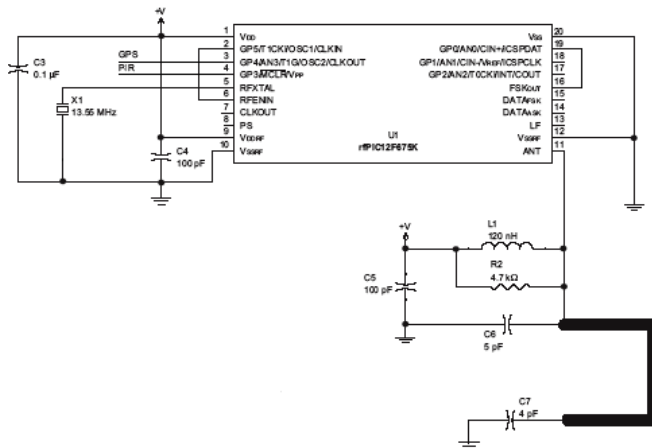 +V
C3
0.1 µF
X1
13.56 MHz
GPS
PIR
C4
100 pF
1 VDD
2 GP5/T1CKI/OSC1/CLKIN
3 GP4/AN3/T1G/OSC2/CLKOUT
4 GP3/MCLR/VPP
5 RFXTAL
6 RFENIN
7 CLKOUT
8 PS
9 VDDRF
10 VSSRF
U1
rfPIC12F675K
VSS 20
GP0/AN0/CIN+/ICSPDAT 19
GP1/AN1/CIN-/VREF/ICSPCLK 18
GP2/AN2/T0CKI/INT/COUT 17
FSKOUT 16
DATAFSK 15
DATAASK 14
LF 13
VSSRF 12
ANT 11
+V
L1
120 nH
R2
4.7 kΩ
C5
100 pF
C6
5 pF
C7
4 pF